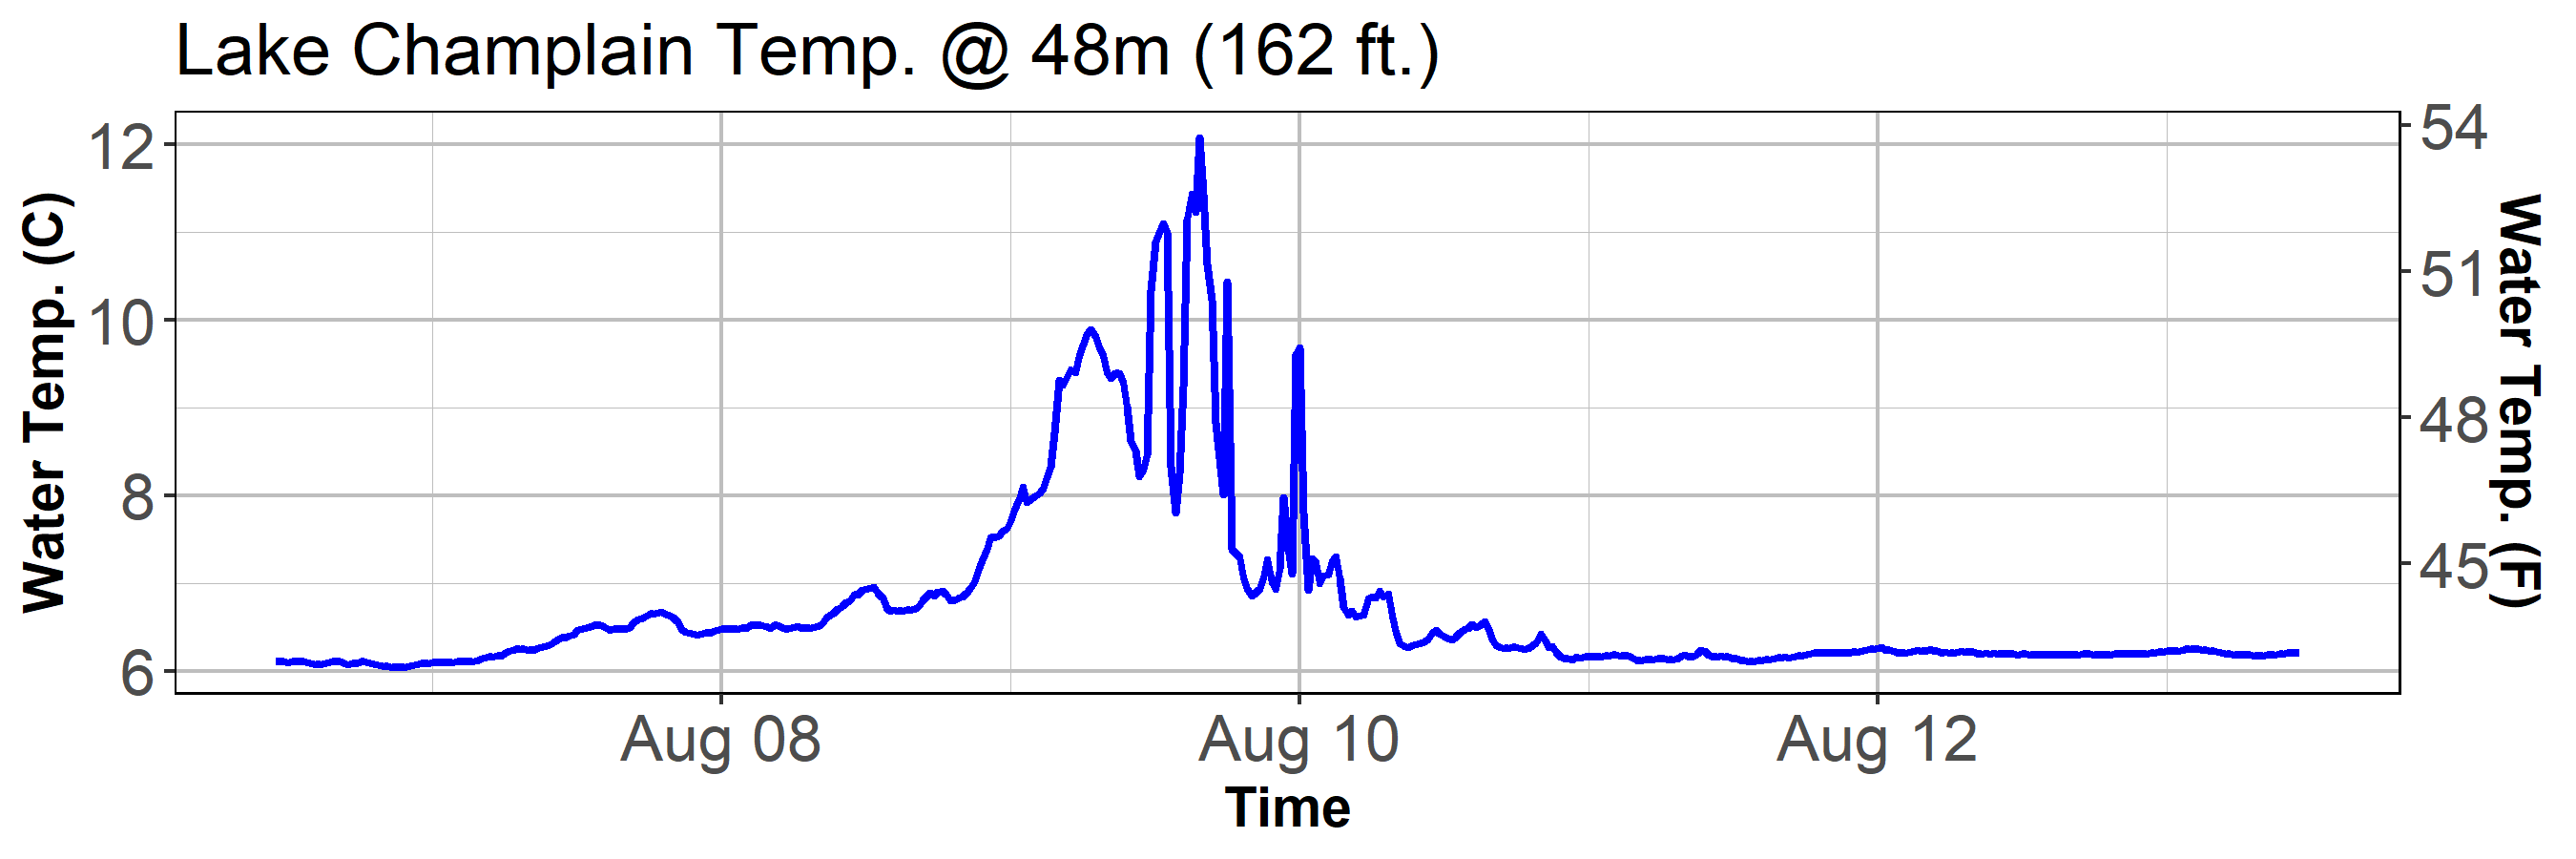 Lake Champlain Temp. @ 48m (162 ft.)
Water Temp. (C)
12
10
8
6
54
51
48
45
Water Temp. (F)
Aug 08
Aug 10
Aug 12
Time